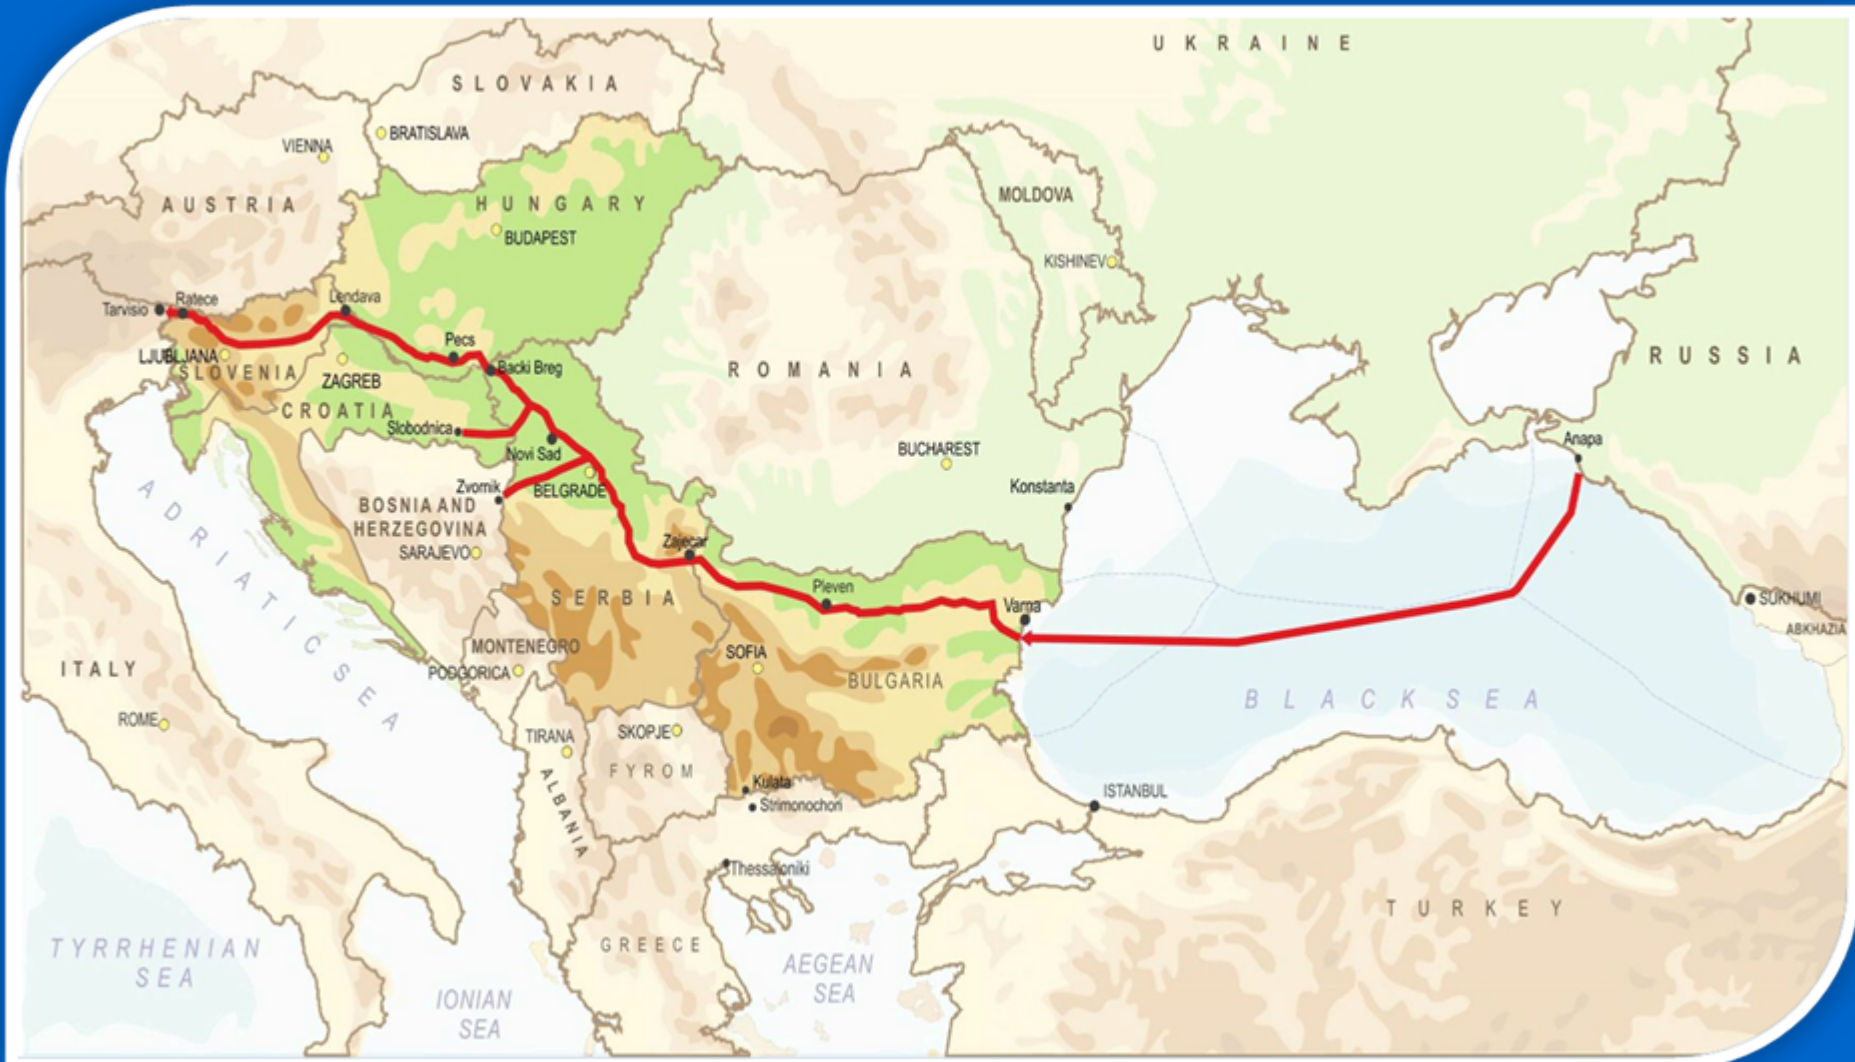 UKRAINE
SLOVAKIA
BRATISLAVA
VIENNA
MOLDOVA
AUSTRIA
HUNGARY
BUDAPEST
KISHINEV
Tarvisio
Ratece
Lendava
Pecs
LJUBLJANA
SLOVENIA
ZAGREB
Backi Breg
ROMANIA
RUSSIA
CROATIA
Slobodnica
Novi Sad
BUCHAREST
Anapa
Zvornik
BELGRADE
Konstanta
BOSNIA AND
HERZEGOVINA
SARAJEVO
ADRIATIC SEA
Zajecar
Pleven
Varna
SERBIA
SUKHUMI
ABKHAZIA
MONTENEGRO
PODGORICA
SOFIA
BULGARIA
BLACK SEA
ITALY
ROME
TIRANA
SKOPJE
FYROM
ALBANIA
Kulata
Strimonochori
ISTANBUL
Thessaloniki
TURKEY
GREECE
TYRRHENIAN
SEA
AEGEAN
SEA
IONIAN
SEA